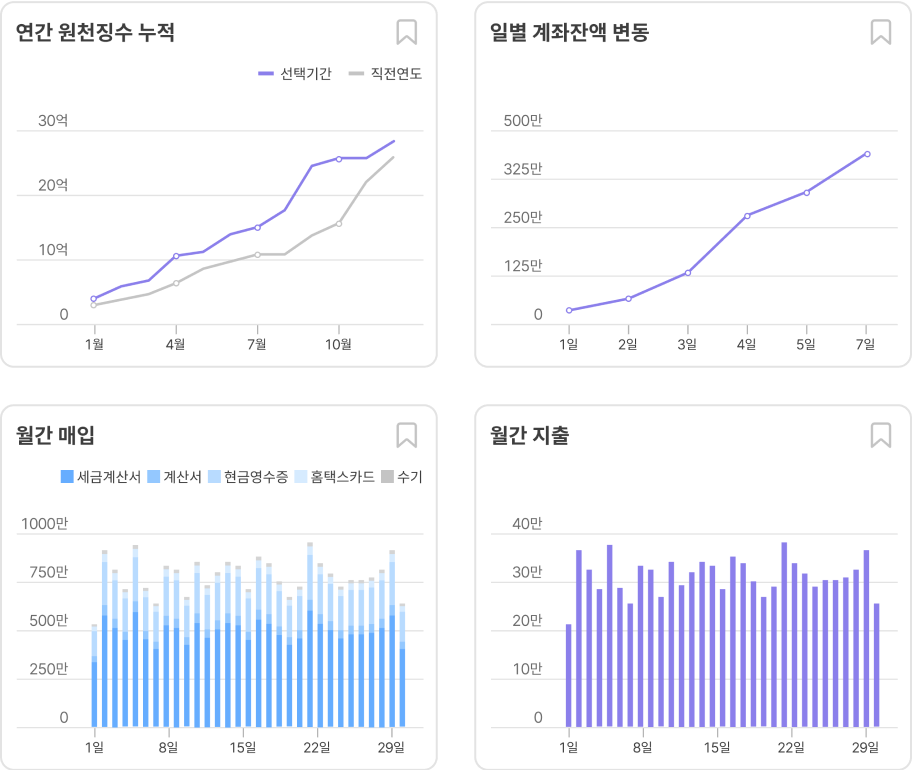 연간 원천징수 누적
선택기간 직전연도
30억
20억
10억
0
1월 4월 7월 10월
일별 계좌잔액 변동
500만
325만
250만
125만
0
1일 2일 3일 4일 5일 7일
월간 매입
세금계산서 계산서 현금영수증 홈택스카드 수기
1000만
750만
500만
250만
0
1일 8일 15일 22일 29일
월간 지출
40만
30만
20만
10만
0
1일 8일 15일 22일 29일